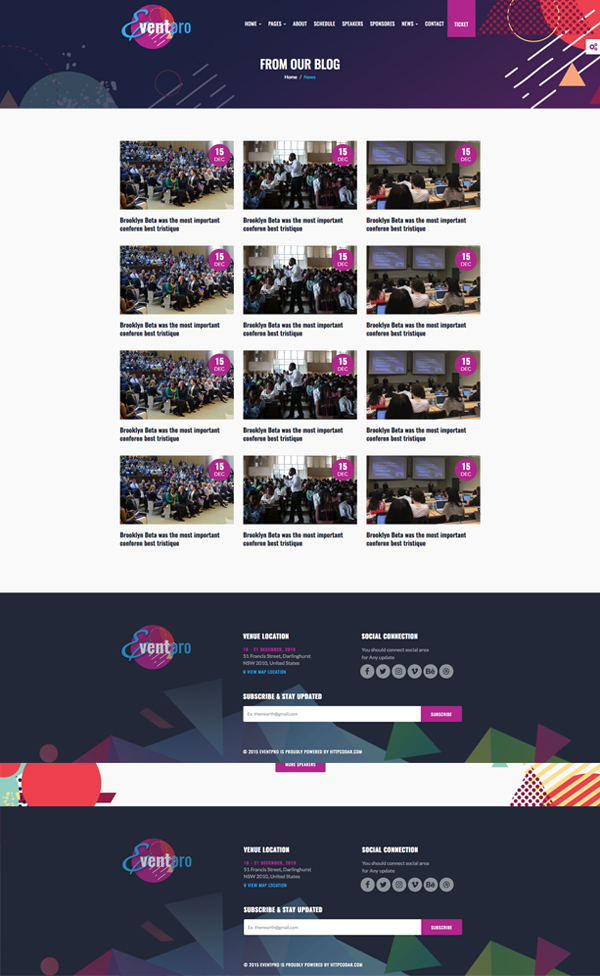 Eventpro
HOME PAGES ABOUT SCHEDULE SPEAKERS SPONSORES NEWS CONTACT TICKET
FROM OUR BLOG
Home / News
15 DEC
15 DEC
15 DEC
Brooklyn Beta was the most important
conferen best tristique
Brooklyn Beta was the most important
conferen best tristique
Brooklyn Beta was the most important
conferen best tristique
15 DEC
15 DEC
15 DEC
Brooklyn Beta was the most important
conferen best tristique
Brooklyn Beta was the most important
conferen best tristique
Brooklyn Beta was the most important
conferen best tristique
15 DEC
15 DEC
15 DEC
Brooklyn Beta was the most important
conferen best tristique
Brooklyn Beta was the most important
conferen best tristique
Brooklyn Beta was the most important
conferen best tristique
15 DEC
15 DEC
15 DEC
Brooklyn Beta was the most important
conferen best tristique
Brooklyn Beta was the most important
conferen best tristique
Brooklyn Beta was the most important
conferen best tristique
Eventpro
VENUE LOCATION
18 - 21 DECEMBER, 2018
51 Francis Street, Darlinghurst
NSW 2010, United States
VIEW MAP LOCATION
SOCIAL CONNECTION
You should connect social area
for Any update
SUBSCRIBE & STAY UPDATED
SUBSCRIBE
© 2015 EVENTPRO IS PROUDLY POWERED BY HTTPCODAR.COM
MORE SPEAKERS
Eventpro
VENUE LOCATION
18 - 21 DECEMBER, 2018
51 Francis Street, Darlinghurst
NSW 2010, United States
VIEW MAP LOCATION
SOCIAL CONNECTION
You should connect social area
for Any update
SUBSCRIBE & STAY UPDATED
SUBSCRIBE
© 2015 EVENTPRO IS PROUDLY POWERED BY HTTPCODAR.COM